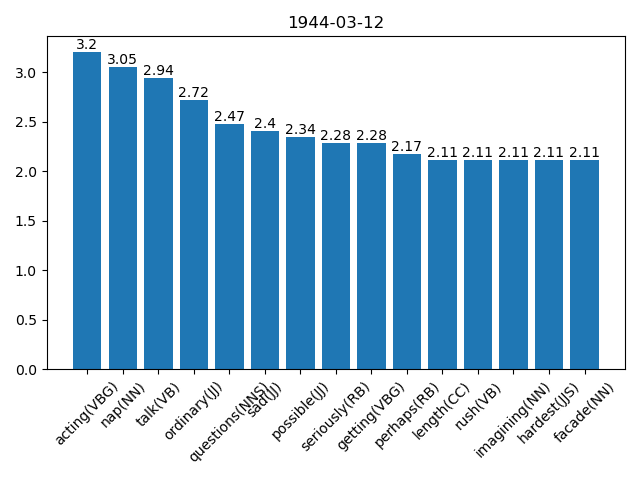 1944-03-12
3.2
3.05
2.94
2.72
2.47
2.4
2.34
2.28
2.28
2.17
2.11
2.11
2.11
2.11
2.11
3.0
2.5
2.0
1.5
1.0
0.5
0.0
acting(VBG)
nap(NN)
talk(VB)
ordinary(JJ)
questions(NNS)
sad(JJ)
possible(JJ)
seriously(RB)
getting(VBG)
perhaps(RB)
length(CC)
rush(VB)
imagining(NN)
hardest(JJS)
facade(NN)